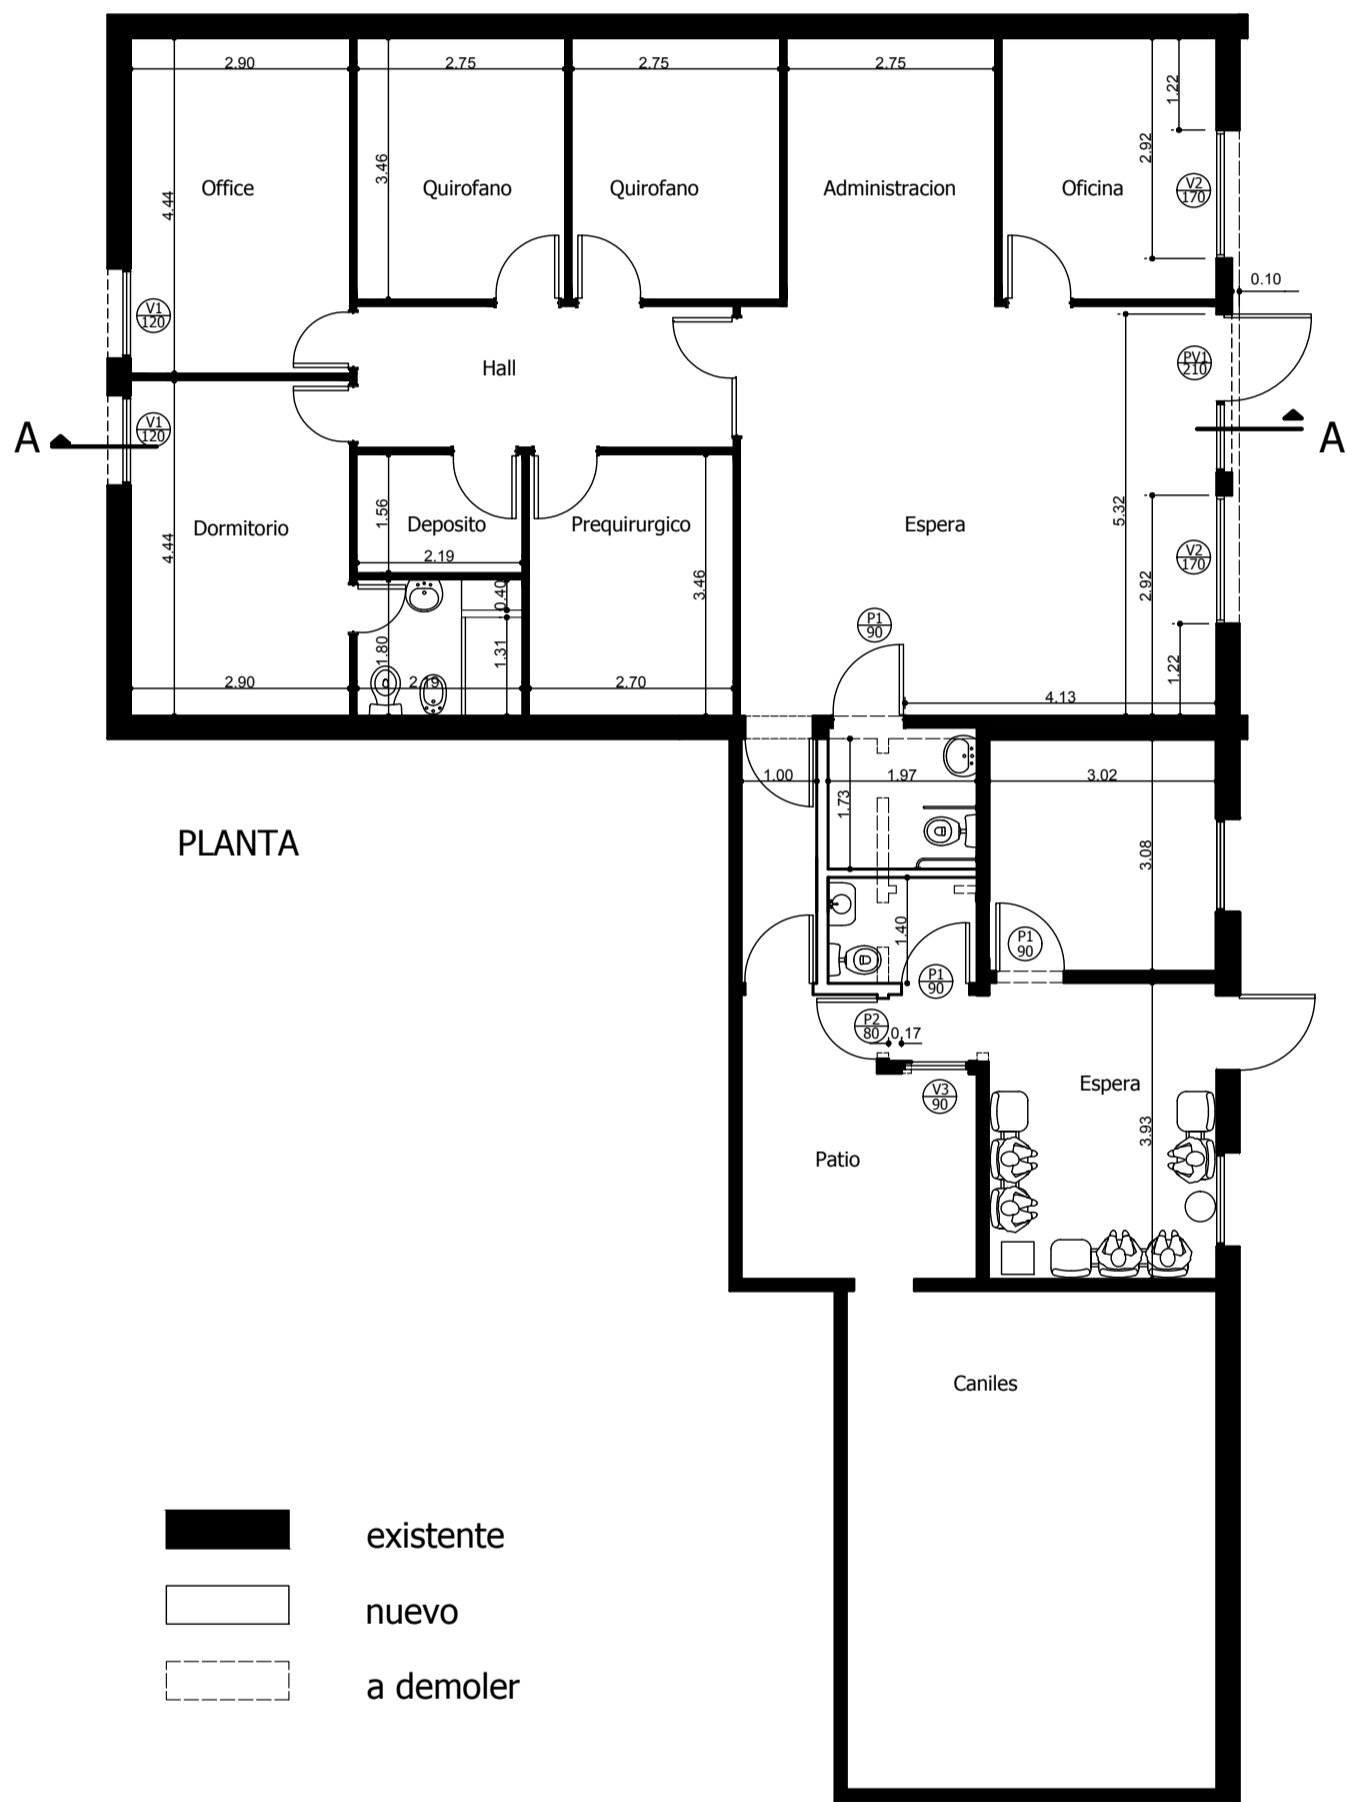 2.90
2.75
2.75
2.75
1.22
2.92
3.46
4.44
Office
Quirofano
Quirofano
Administracion
Oficina
V2
170
0.10
V1
120
Hall
PV1
210
A
V1
120
A
1.56
5.32
Dormitorio
Deposito
Prequirurgico
Espera
4.44
2.19
V2
170
3.46
2.92
0.40
P1
90
1.80
1.31
1.22
2.90
2.19
2.70
4.13
1.00
1.97
3.02
1.73
PLANTA
3.08
1.40
P1
90
P1
90
P2
80
0,17
Espera
V3
90
3.93
Patio
Caniles
existente
nuevo
a demoler